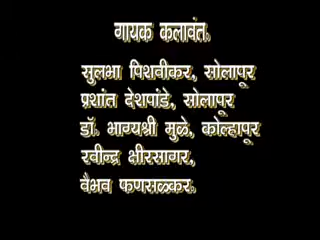 गायक कलावंत.
सुलभा पिशवीकर, सोलापूर
प्रशांत देशपांडे, सोलापूर
डॉ. भाग्यश्री मुळे, कोल्हापूर
रवीन्द्र क्षीरसागर,
वैभव फणसळकर.